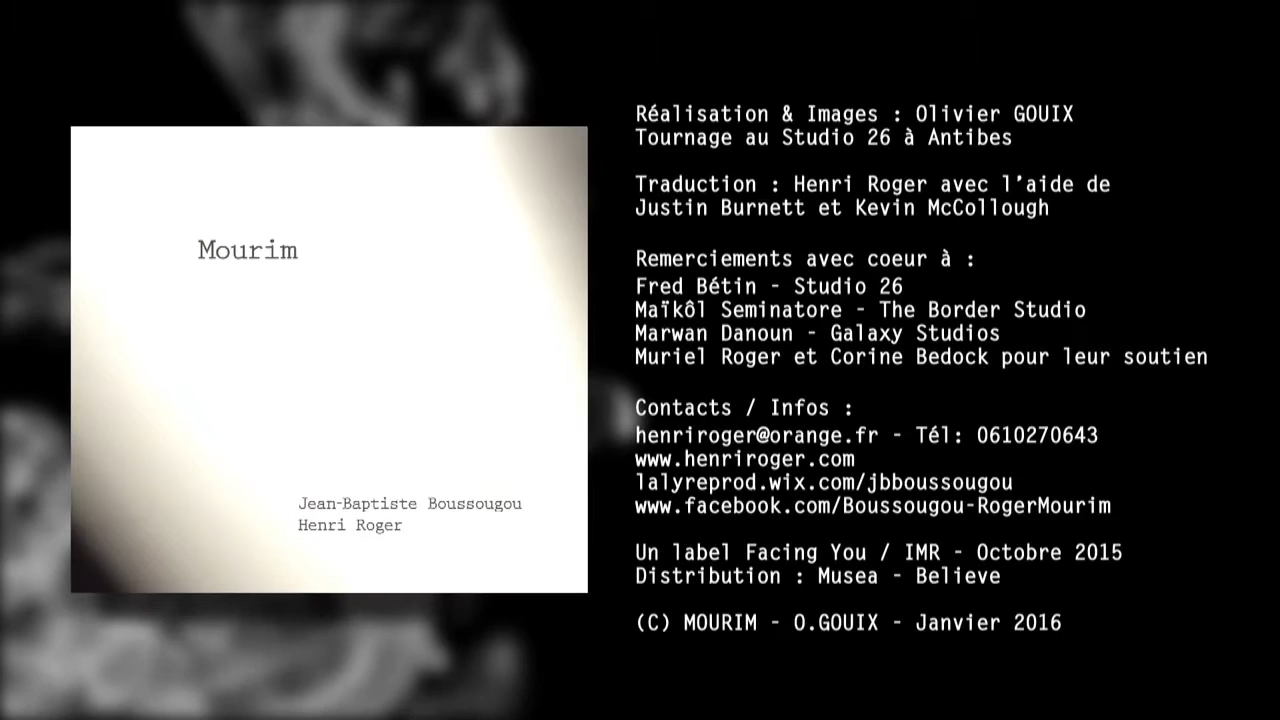 Mourim
Jean-Baptiste Boussougou
Henri Roger
Réalisation & Images : Olivier GOUIX
Tournage au Studio 26 à Antibes
Traduction : Henri Roger avec l'aide de
Justin Burnett et Kevin McCollough
Remerciements avec coeur à :
Fred Bétin - Studio 26
Maïkôl Seminatore - The Border Studio
Marwan Danoun - Galaxy Studios
Muriel Roger et Corine Bedock pour leur soutien
Contacts / Infos :
henriroger@orange.fr - Tél: 0610270643
www.henriroger.com
lalyreprod.wix.com/jbboussougou
www.facebook.com/Boussougou-RogerMourim
Un label Facing You / IMR - Octobre 2015
Distribution : Musea - Believe
(C) MOURIM - O.GOUIX - Janvier 2016